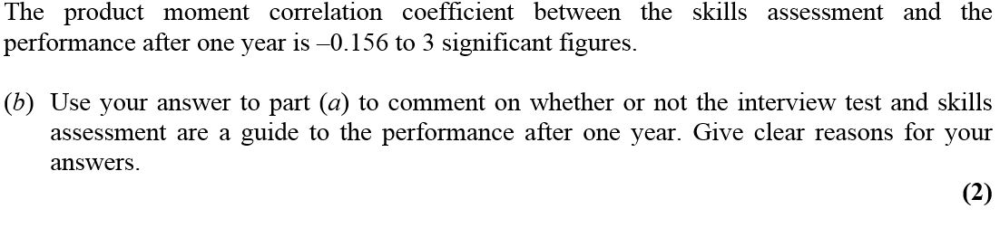 The product moment correlation coefficient between the skills assessment and the
performance after one year is –0.156 to 3 significant figures.
(b) Use your answer to part (a) to comment on whether or not the interview test and skills
assessment are a guide to the performance after one year. Give clear reasons for your
answers.
(2)